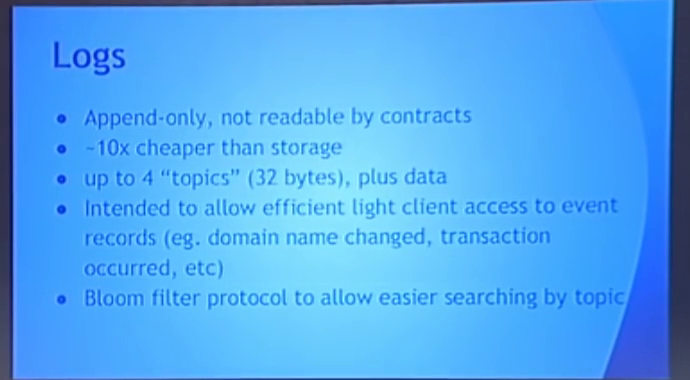 Logs
• Append-only, not readable by contracts
• ~10x cheaper than storage
• up to 4 “topics” (32 bytes), plus data
• Intended to allow efficient light client access to event
records (eg. domain name changed, transaction
occurred, etc)
• Bloom filter protocol to allow easier searching by topic